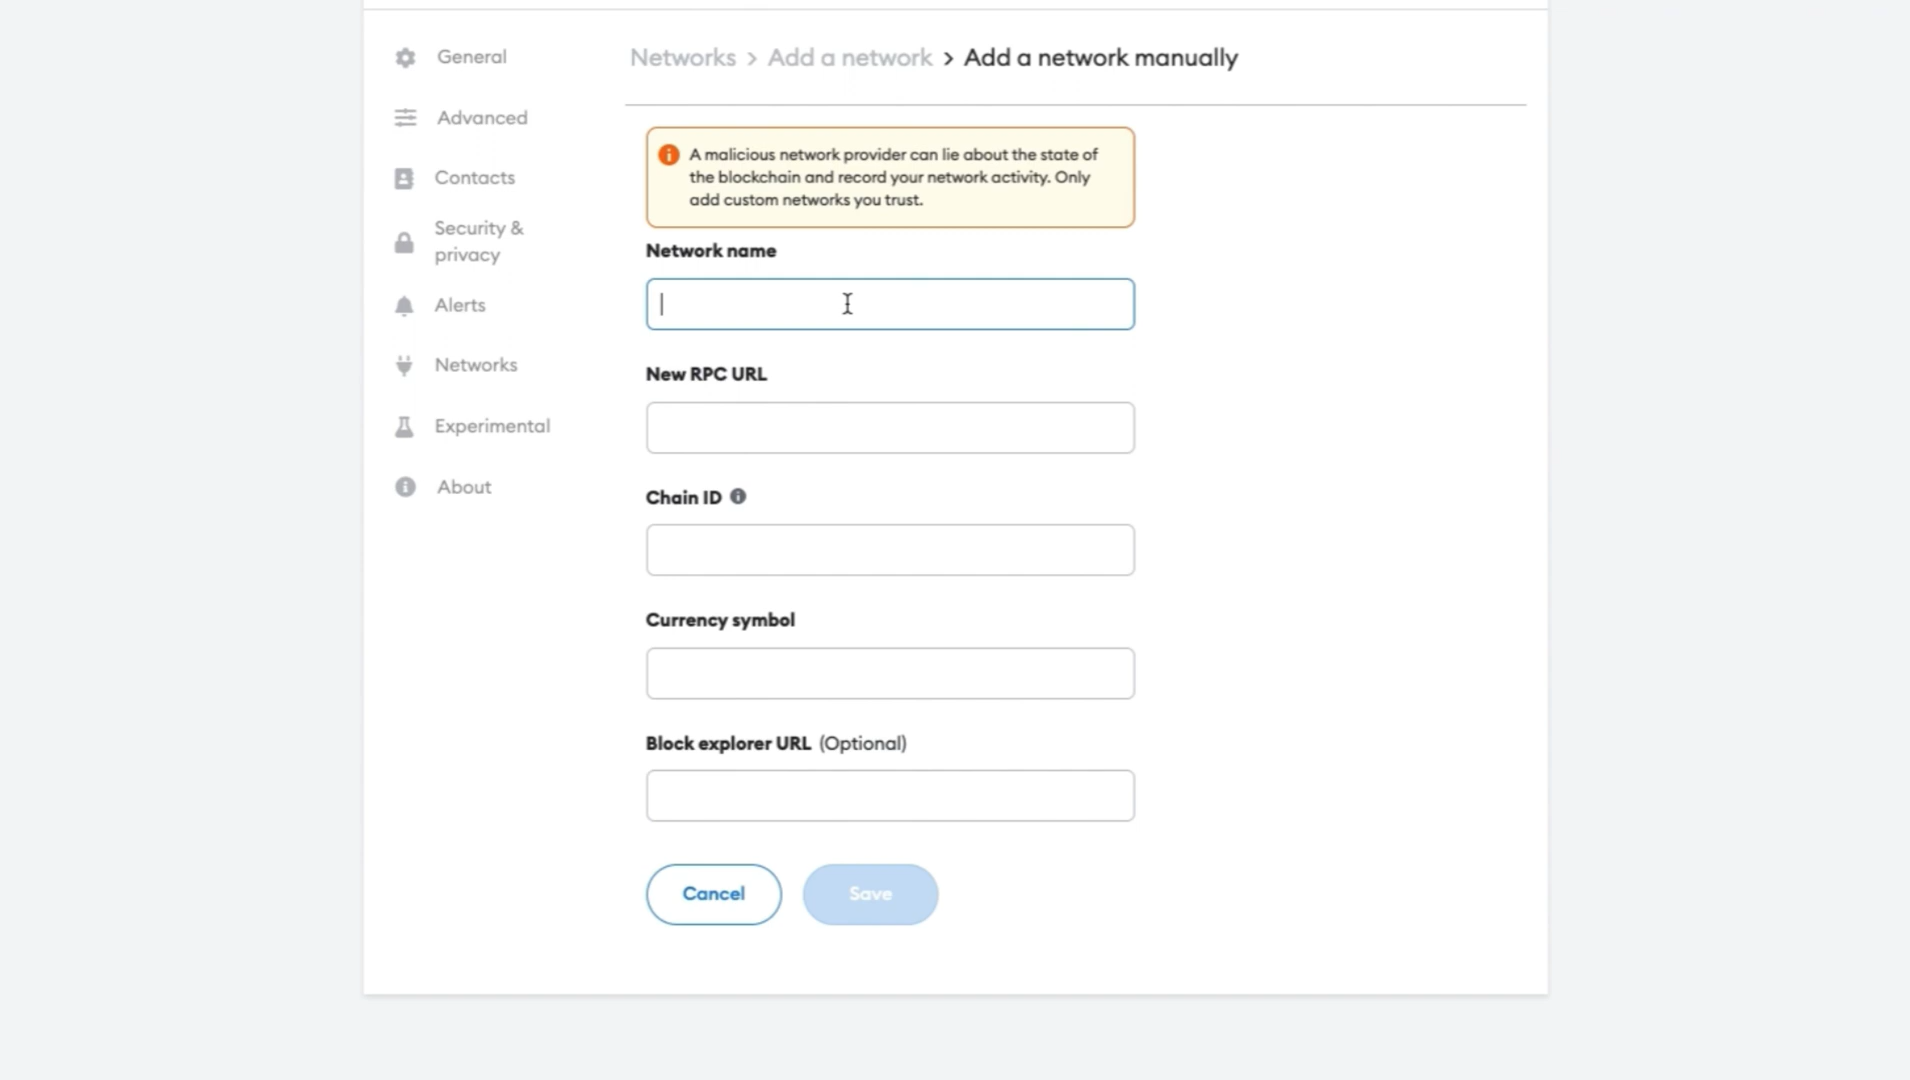 General
Advanced
Contacts
Security &
privacy
Alerts
Networks
Experimental
About
Networks > Add a network > Add a network manually
A malicious network provider can lie about the state of
the blockchain and record your network activity. Only
add custom networks you trust.
Network name
New RPC URL
Chain ID
Currency symbol
Block explorer URL (Optional)
Cancel
Save